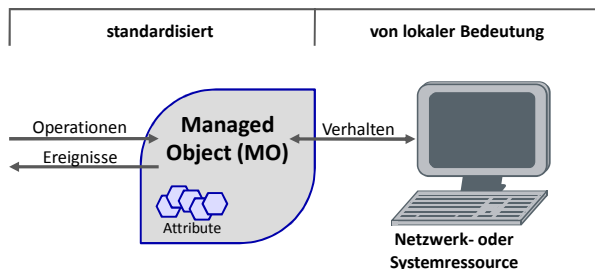 standardisiert
von lokaler Bedeutung
Operationen
Ereignisse
Managed
Object (MO)
Attribute
Verhalten
Netzwerk- oder
Systemressource